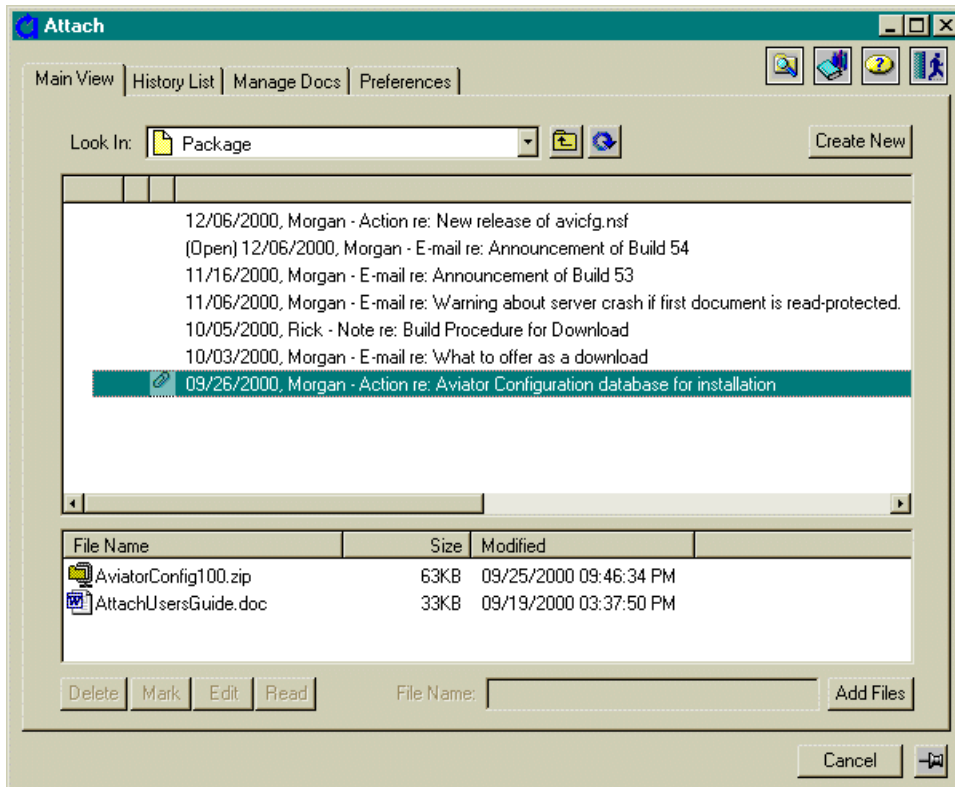 Attach
Main View History List Manage Docs Preferences
Look In: Package Create New
12/06/2000, Morgan - Action re: New release of avicfg.nsf
(Open) 12/06/2000, Morgan - E-mail re: Announcement of Build 54
11/16/2000, Morgan - E-mail re: Announcement of Build 53
11/06/2000, Morgan - E-mail re: Warning about server crash if first document is read-protected.
10/05/2000, Rick - Note re: Build Procedure for Download
10/03/2000, Morgan - E-mail re: What to offer as a download
09/26/2000, Morgan - Action re: Aviator Configuration database for installation
File Name Size Modified
AviatorConfig100.zip 63KB 09/25/2000 09:46:34 PM
AttachUsersGuide.doc 33KB 09/19/2000 03:37:50 PM
Delete Mark Edit Read File Name: Add Files
Cancel